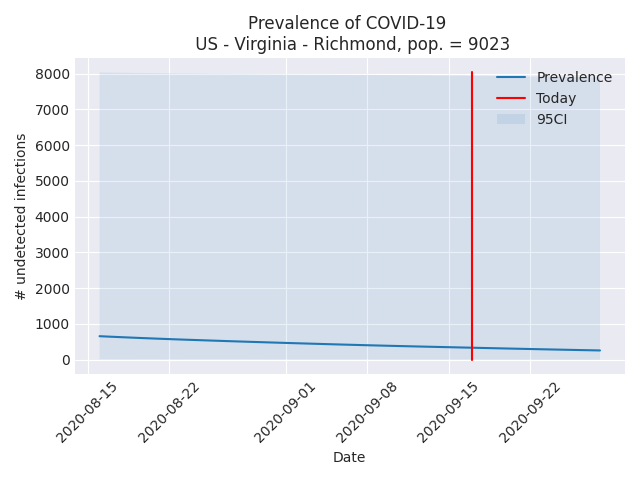 Prevalence of COVID-19
US - Virginia - Richmond, pop. = 9023
Prevalence
Today
95CI
# undetected infections
8000
7000
6000
5000
4000
3000
2000
1000
0
2020-08-15
2020-08-22
2020-09-01
2020-09-08
2020-09-15
2020-09-22
Date